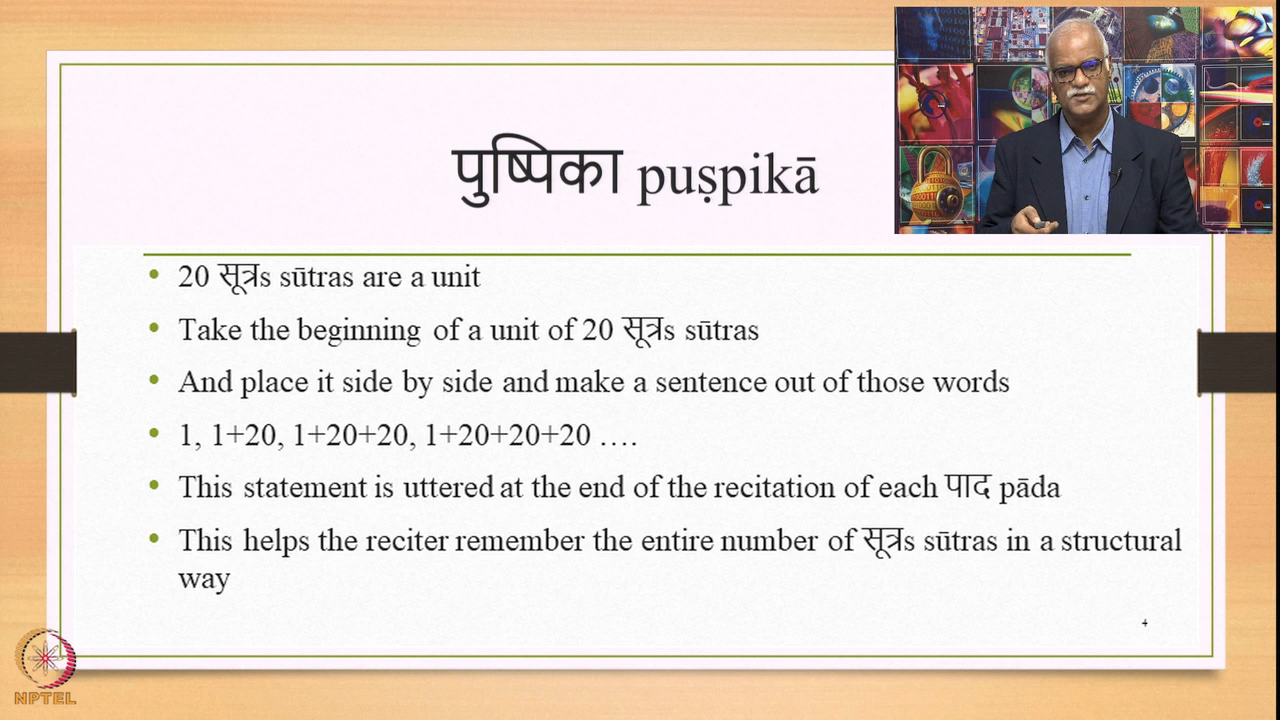 पुष्पिका puṣpikā
• 20 सूत्रs sūtras are a unit
• Take the beginning of a unit of 20 सूत्रs sūtras
• And place it side by side and make a sentence out of those words
• 1, 1+20, 1+20+20, 1+20+20+20 ….
• This statement is uttered at the end of the recitation of each पाद pāda
• This helps the reciter remember the entire number of सूत्रs sūtras in a structural
way
4
NPTEL